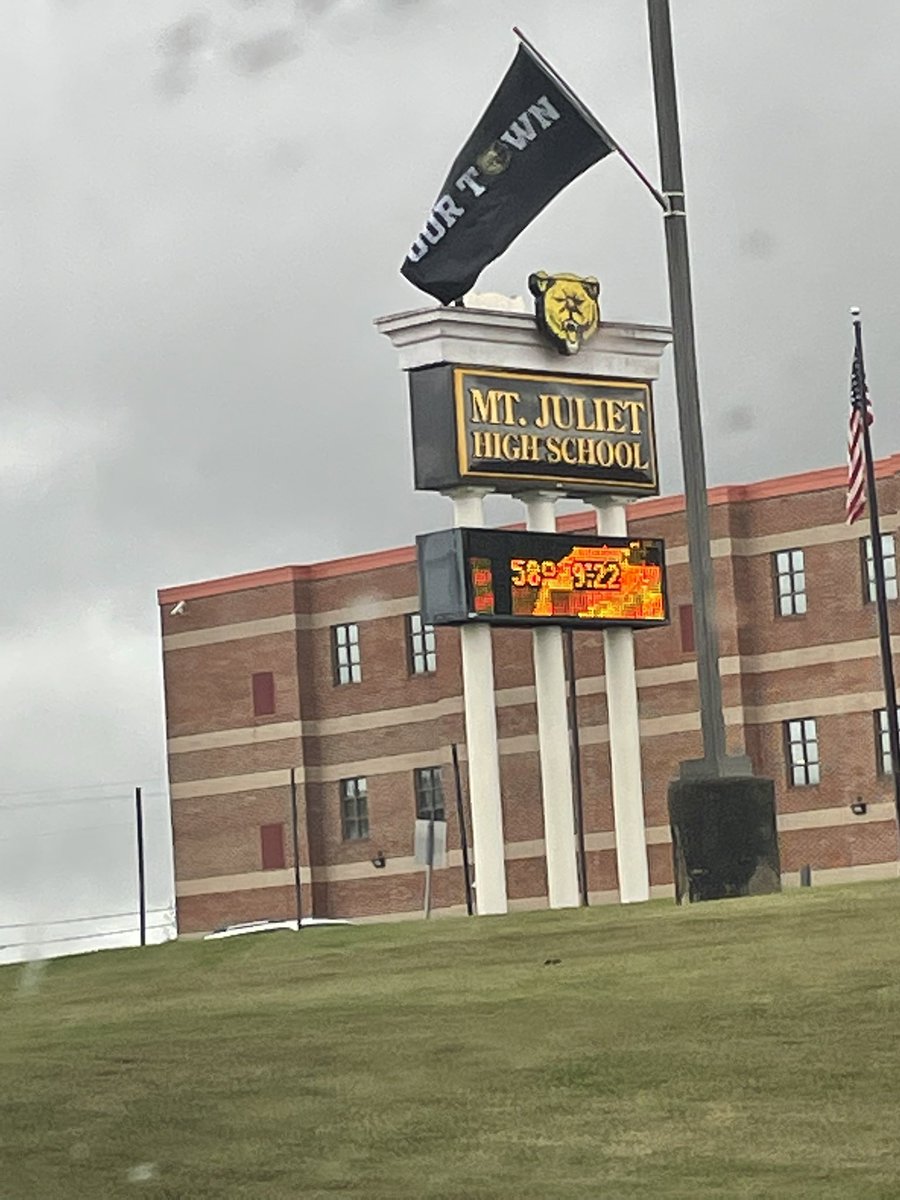 OUR TOWN
MT. JULIET
HIGH SCHOOL
58° 9:22